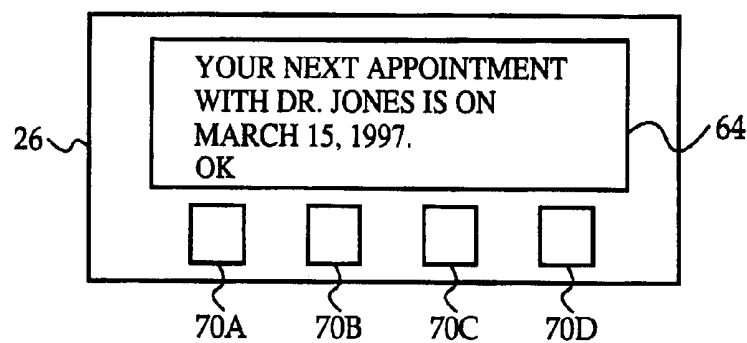 YOUR NEXT APPOINTMENT
WITH DR. JONES IS ON
MARCH 15, 1997.
OK
26
64
70A 70B 70C 70D